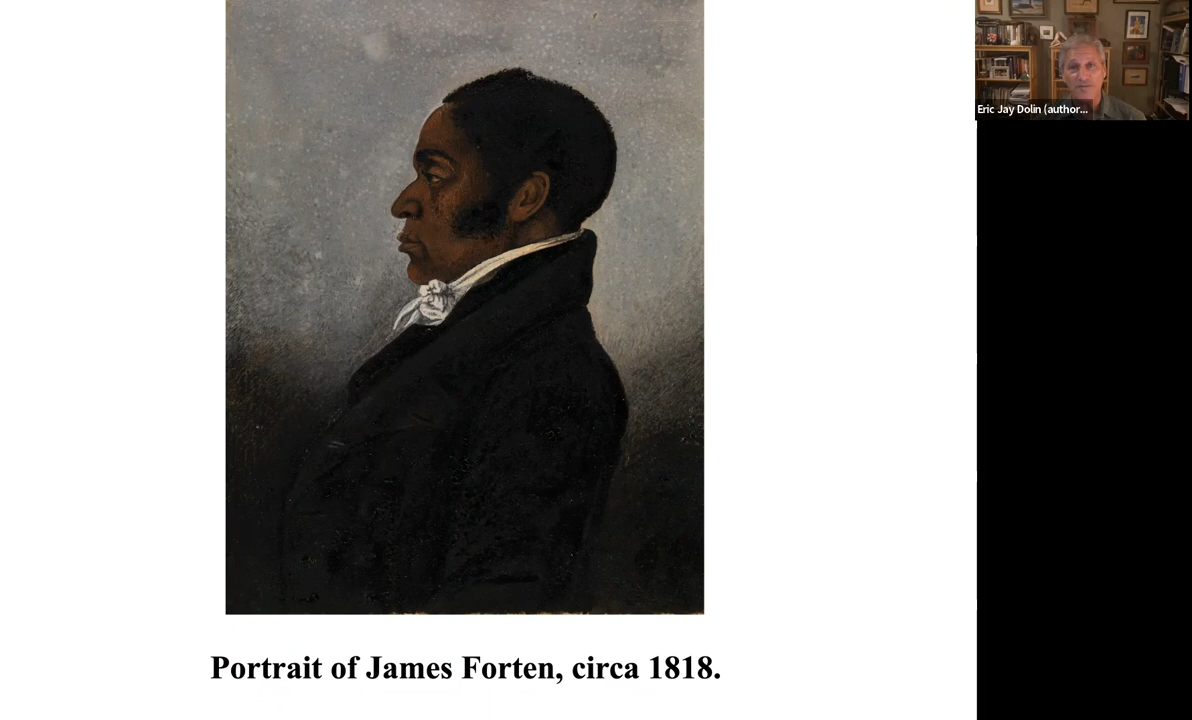 Eric Jay Dolin (author...
Portrait of James Forten, circa 1818.